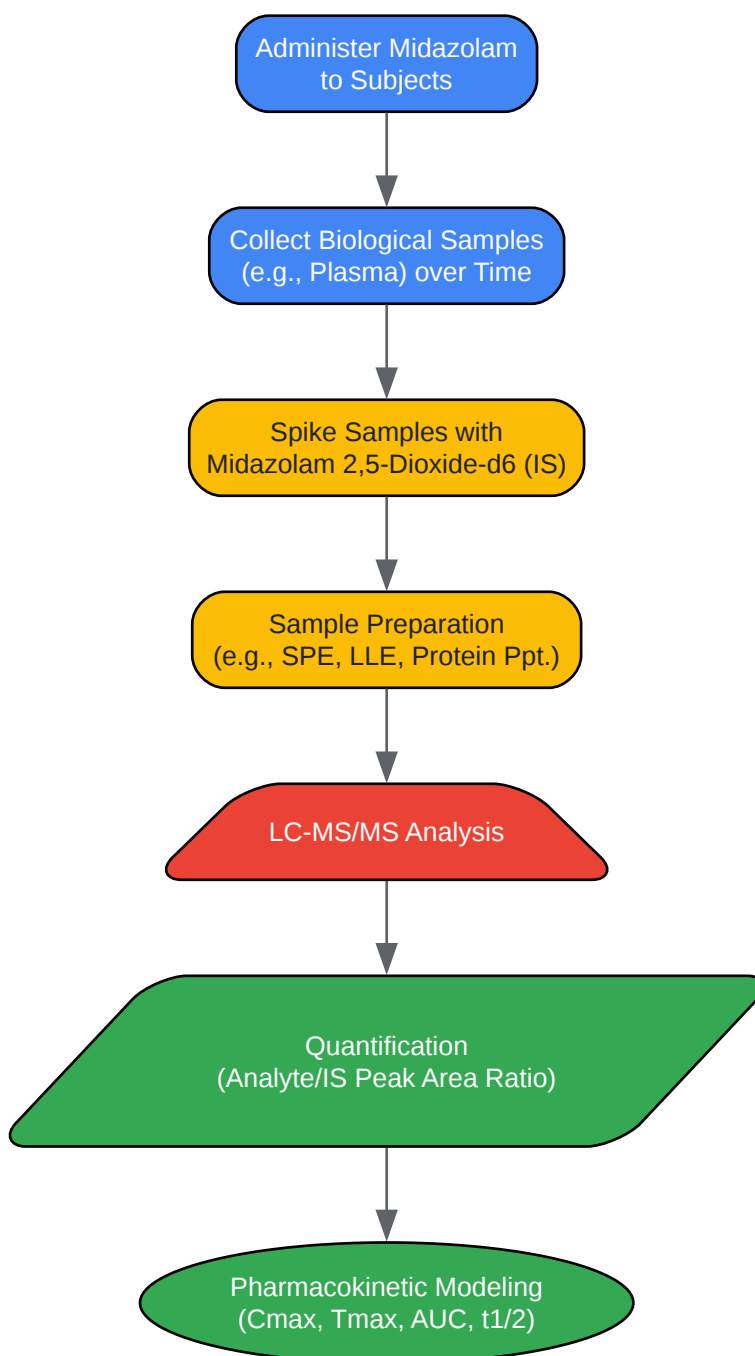 Administer Midazolam
to Subjects
Collect Biological Samples
(e.g., Plasma) over Time
Spike Samples with
Midazolam 2,5-Dioxide-d6 (IS)
Sample Preparation
(e.g., SPE, LLE, Protein Ppt.)
LC-MS/MS Analysis
Quantification
(Analyte/IS Peak Area Ratio)
Pharmacokinetic Modeling
(Cmax, Tmax, AUC, t1/2)